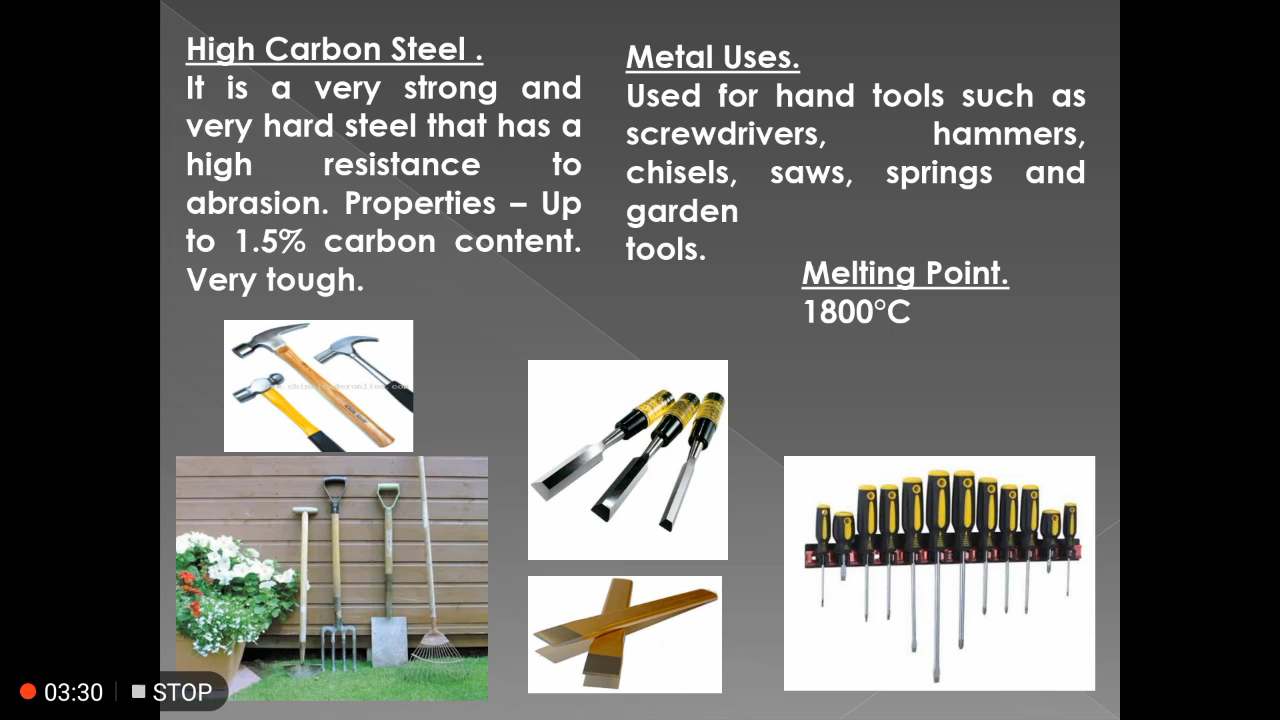 High Carbon Steel .
It is a very strong and
very hard steel that has a
high resistance to
abrasion. Properties – Up
to 1.5% carbon content.
Very tough.
Metal Uses.
Used for hand tools such as
screwdrivers, hammers,
chisels, saws, springs and
garden
tools.
Melting Point.
1800°C
03:30 STOP